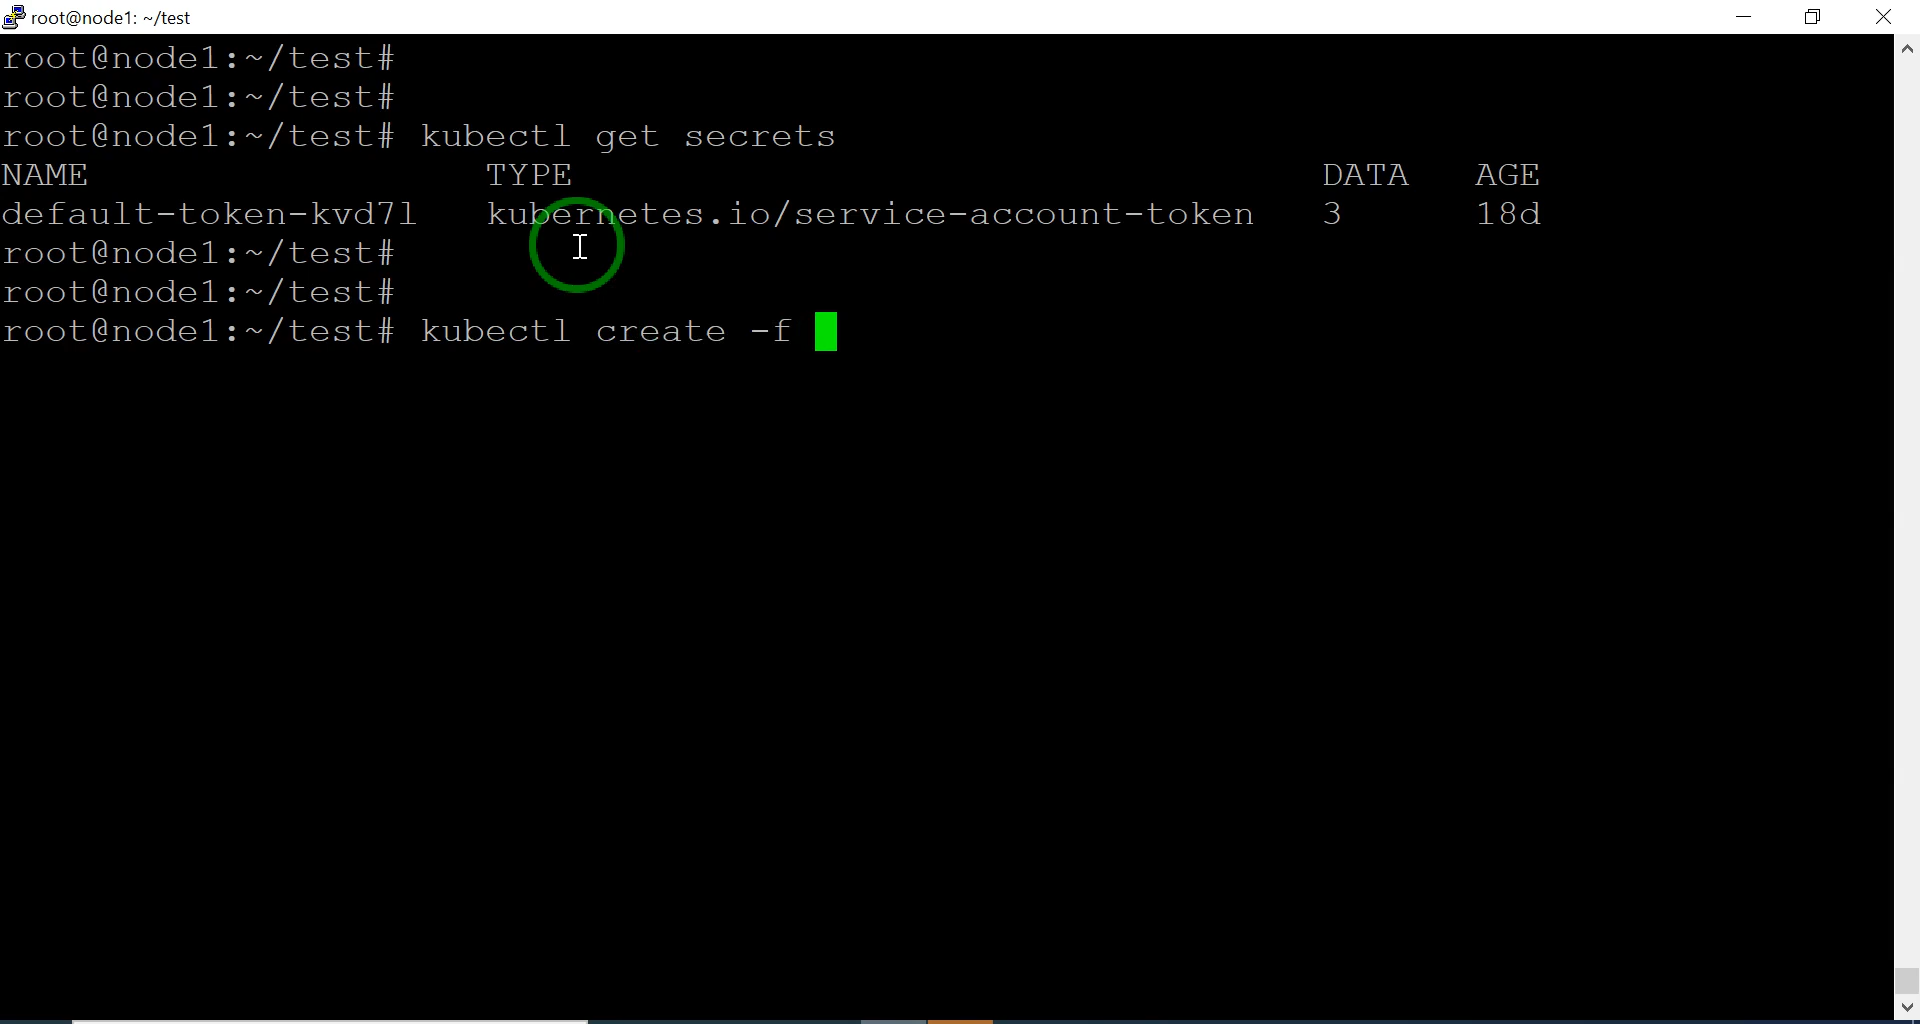 root@node1: ~/test
root@node1:~/test#
root@node1:~/test#
root@node1:~/test# kubectl get secrets
NAME TYPE DATA AGE
default-token-kvd7l kubernetes.io/service-account-token 3 18d
root@node1:~/test#
root@node1:~/test#
root@node1:~/test# kubectl create -f